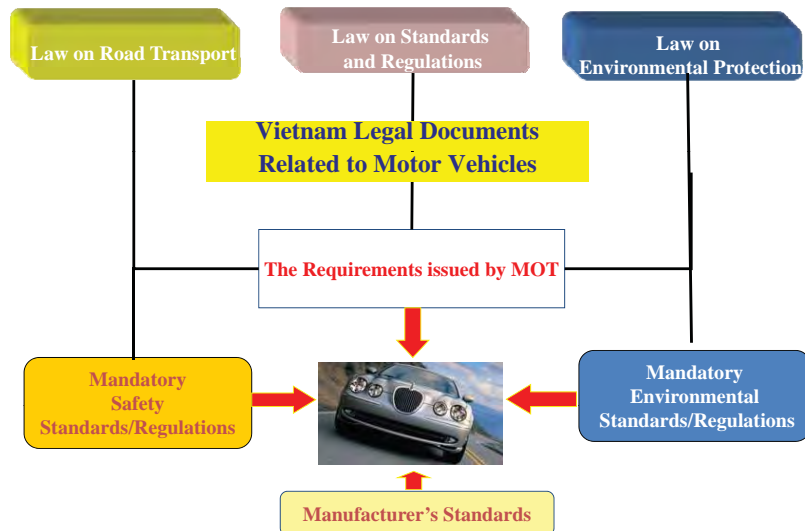 Law on Road Transport
Law on Standards
and Regulations
Law on
Environmental Protection
Vietnam Legal Documents
Related to Motor Vehicles
The Requirements issued by MOT
Mandatory
Safety
Standards/Regulations
Mandatory
Environmental
Standards/Regulations
Manufacturer's Standards